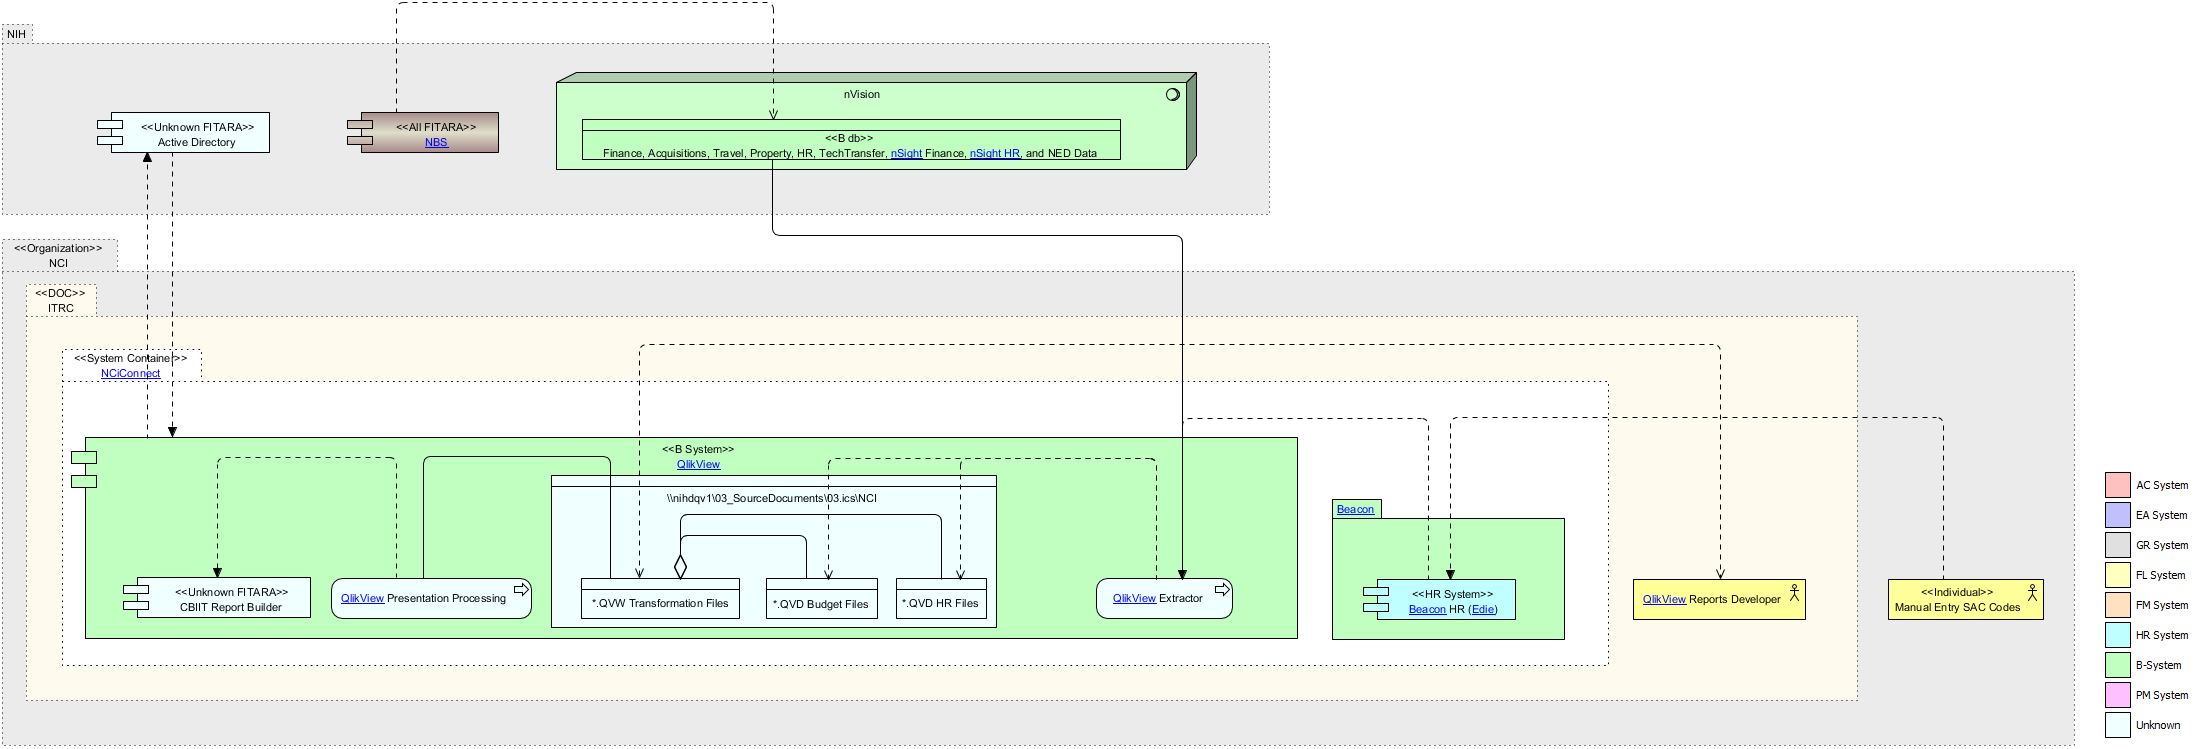 NIH
nVision
<<Unknown FITARA>>
Active Directory
<<All FITARA>>
NBS
<<B db>>
Finance, Acquisitions, Travel, Property, HR, TechTransfer, nSight Finance, nSight HR, and NED Data
<<Organization>>
NCI
<<DOC>>
ITRC
<<System Container>>
NCiConnect
<<B System>>
QlikView
\\nihdqv1\03_SourceDocuments\03.ics\NCI
<<Unknown FITARA>>
CBIIT Report Builder
QlikView Presentation Processing
*.QVW Transformation Files
*.QVD Budget Files
*.QVD HR Files
QlikView Extractor
Beacon
<<HR System>>
Beacon HR (Edie)
QlikView Reports Developer
<<Individual>>
Manual Entry SAC Codes
AC System
EA System
GR System
FL System
FM System
HR System
B-System
PM System
Unknown